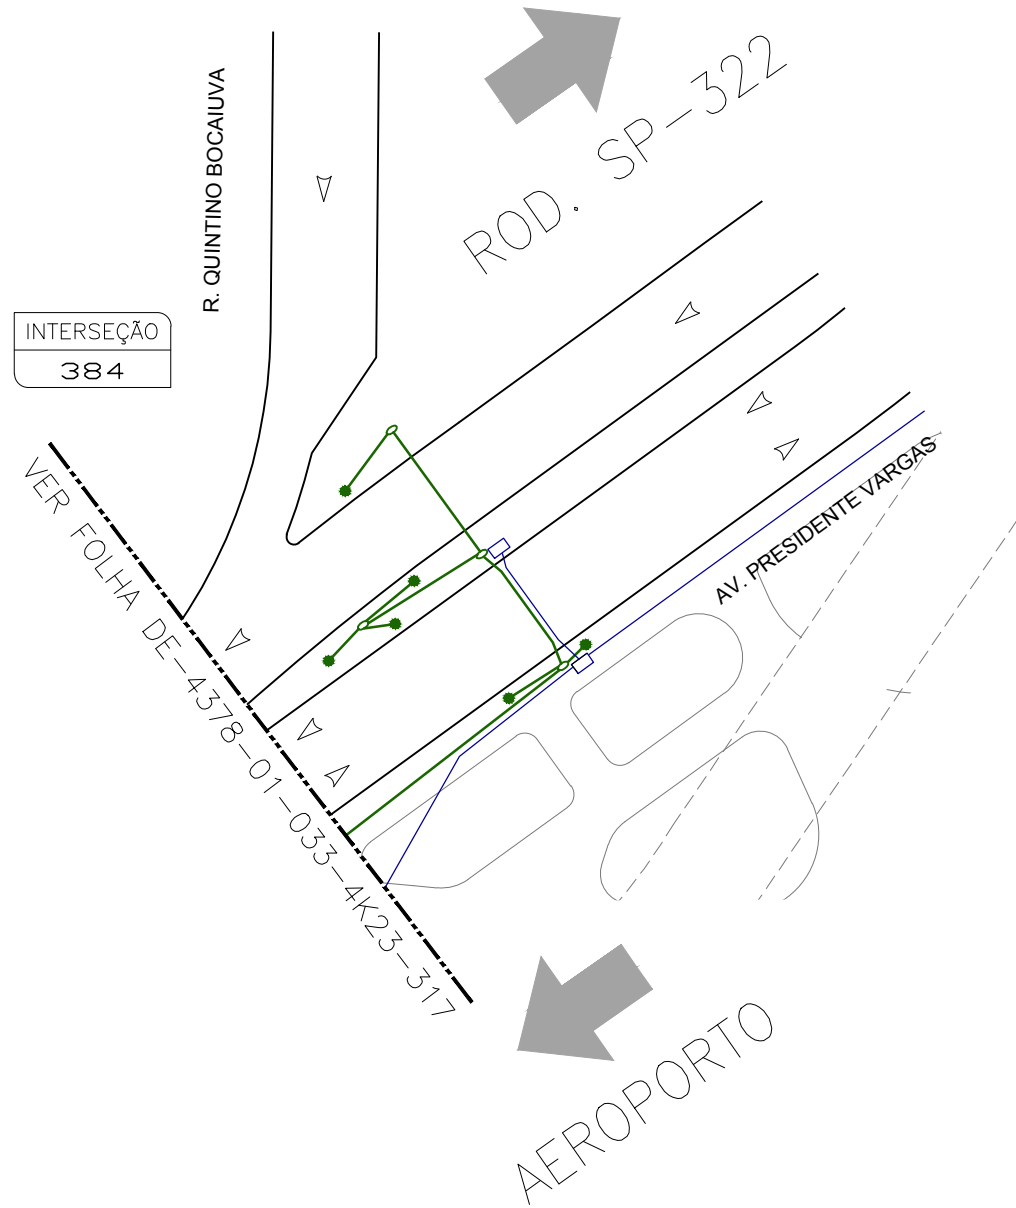 R. QUINTINO BOCAIUVA
ROD. SP-322
INTERSEÇÃO
384
AV. PRESIDENTE VARGAS
VER FOLHA DE-4378-01-033-4K23-317
AEROPORTO